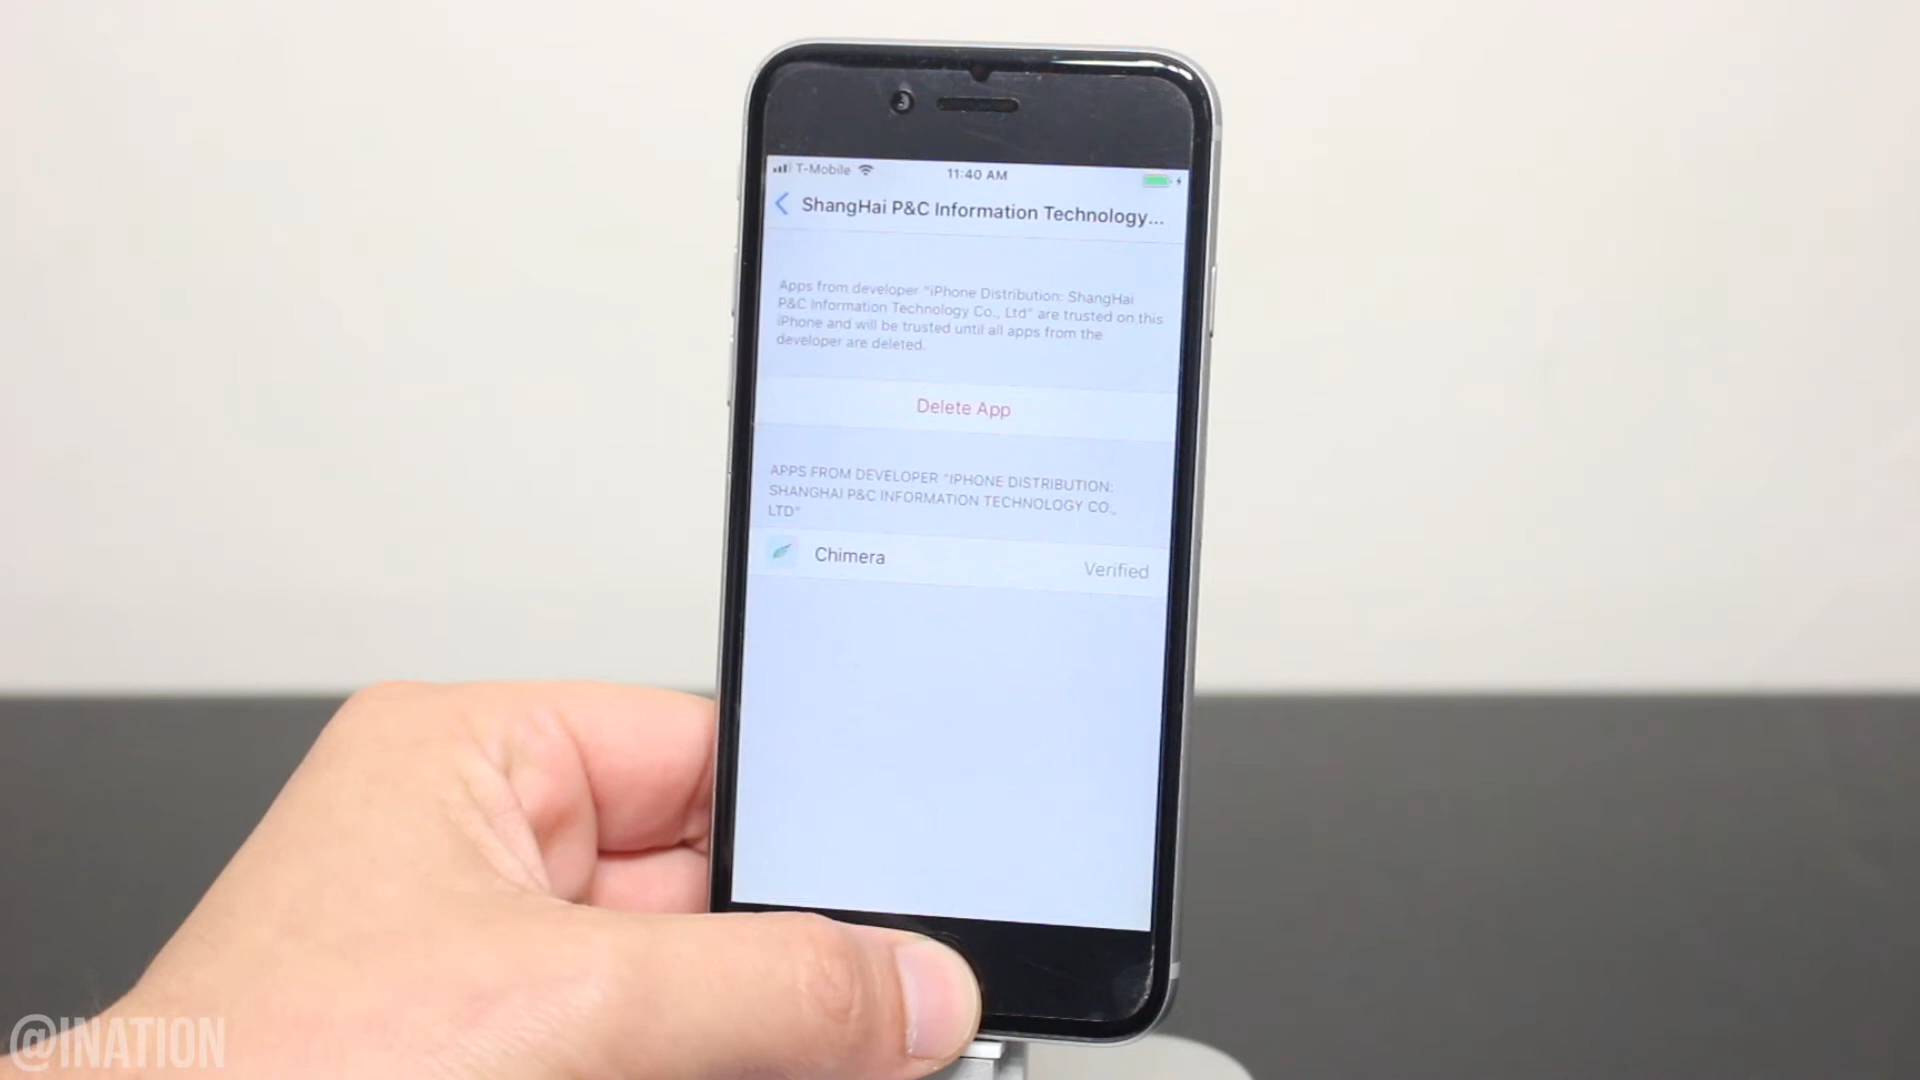 T-Mobile 11:40 AM
ShangHai P&C Information Technology...
Apps from developer "iPhone Distribution: ShangHai
P&C Information Technology Co., Ltd" are trusted on this
iPhone and will be trusted until all apps from the
developer are deleted.
Delete App
APPS FROM DEVELOPER "IPHONE DISTRIBUTION:
SHANGHAI P&C INFORMATION TECHNOLOGY CO.,
LTD"
Chimera Verified
@INATION